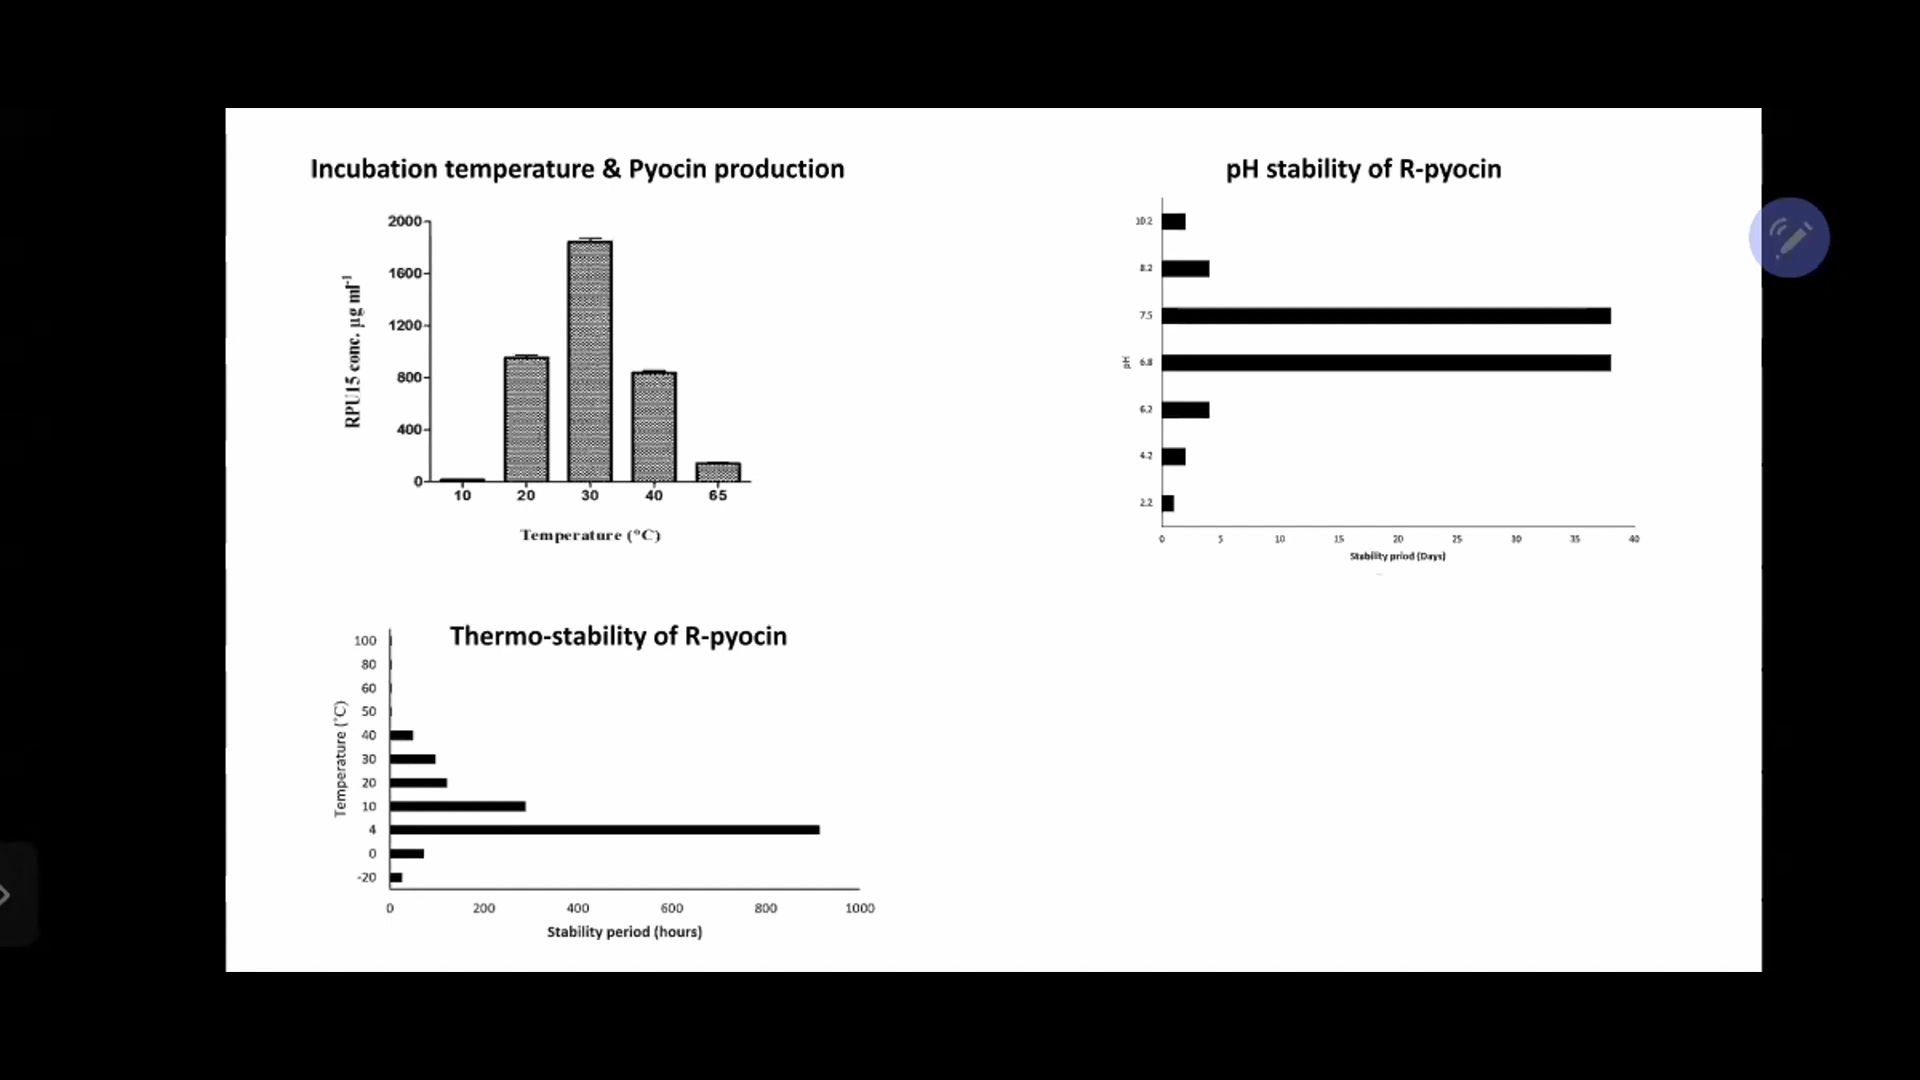 Incubation temperature & Pyocin production
2000
1600
1200
800
400
0
RPU15 conc. µg ml-1
10 20 30 40 65
Temperature (°C)
pH stability of R-pyocin
10.2
8.2
7.5
6.8
6.2
4.2
2.2
pH
0 5 10 15 20 25 30 35 40
Stability priod (Days)
Thermo-stability of R-pyocin
100
80
60
50
40
30
20
10
4
0
-20
Temperature (°C)
0 200 400 600 800 1000
Stability period (hours)